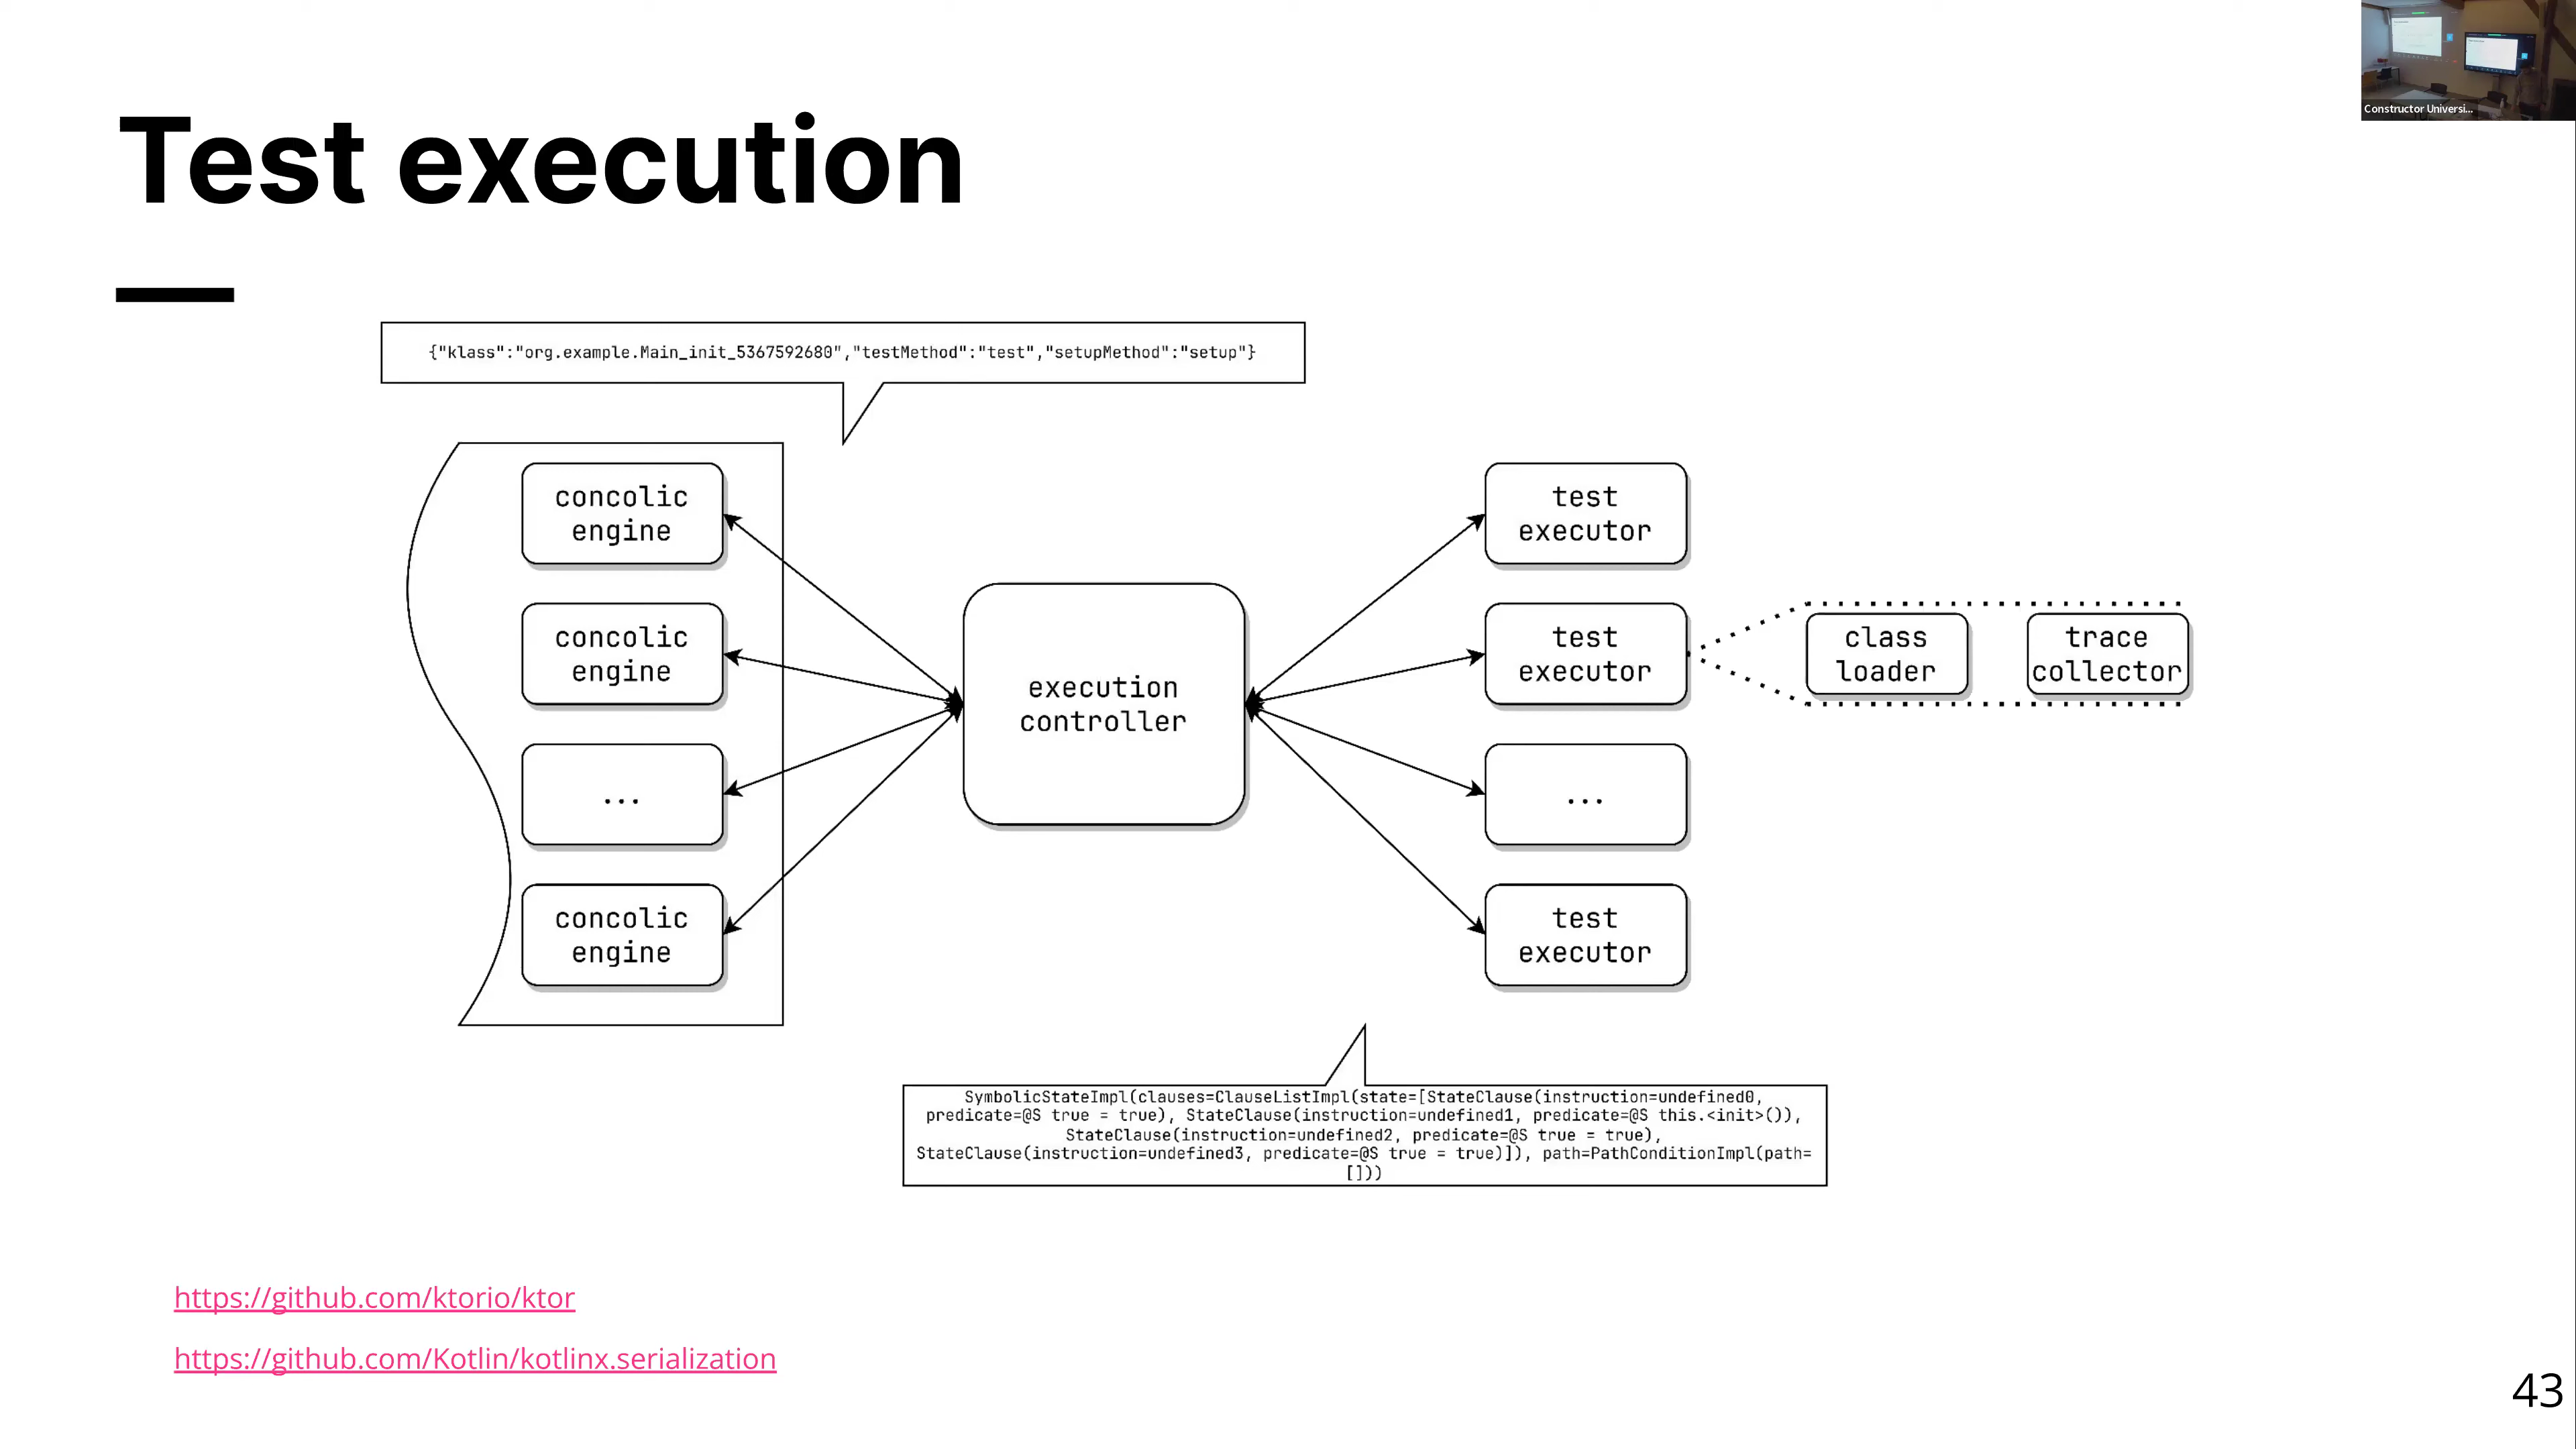 Constructor Universi...
Test execution
{"klass":"org.example.Main_init_5367592680","testMethod":"test","setupMethod":"setup"}
concolic
engine
concolic
engine
...
concolic
engine
execution
controller
test
executor
test
executor
...
test
executor
class
loader
trace
collector
SymbolicStateImpl(clauses=ClauseListImpl(state=[StateClause(instruction=undefined0,
predicate=@S true = true), StateClause(instruction=undefined1, predicate=@S this.<init>()),
StateClause(instruction=undefined2, predicate=@S true = true),
StateClause(instruction=undefined3, predicate=@S true = true)]), path=PathConditionImpl(path=
[]))
https://github.com/ktorio/ktor
https://github.com/Kotlin/kotlinx.serialization
43